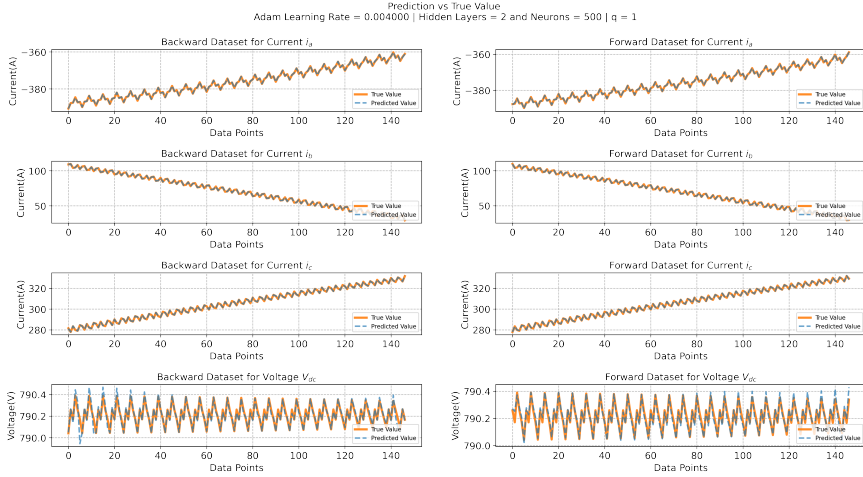 Prediction vs True Value
Adam Learning Rate = 0.004000 | Hidden Layers = 2 and Neurons = 500 | q = 1
Backward Dataset for Current i_a
Current(A)
−360
−380
0 20 40 60 80 100 120 140
Data Points
True Value
Predicted Value
Forward Dataset for Current i_a
Current(A)
−360
−380
0 20 40 60 80 100 120 140
Data Points
True Value
Predicted Value
Backward Dataset for Current i_b
Current(A)
100
50
0 20 40 60 80 100 120 140
Data Points
True Value
Predicted Value
Forward Dataset for Current i_b
Current(A)
100
50
0 20 40 60 80 100 120 140
Data Points
True Value
Predicted Value
Backward Dataset for Current i_c
Current(A)
320
300
280
0 20 40 60 80 100 120 140
Data Points
True Value
Predicted Value
Forward Dataset for Current i_c
Current(A)
320
300
280
0 20 40 60 80 100 120 140
Data Points
True Value
Predicted Value
Backward Dataset for Voltage V_dc
Voltage(V)
790.4
790.2
790.0
0 20 40 60 80 100 120 140
Data Points
True Value
Predicted Value
Forward Dataset for Voltage V_dc
Voltage(V)
790.4
790.2
790.0
0 20 40 60 80 100 120 140
Data Points
True Value
Predicted Value